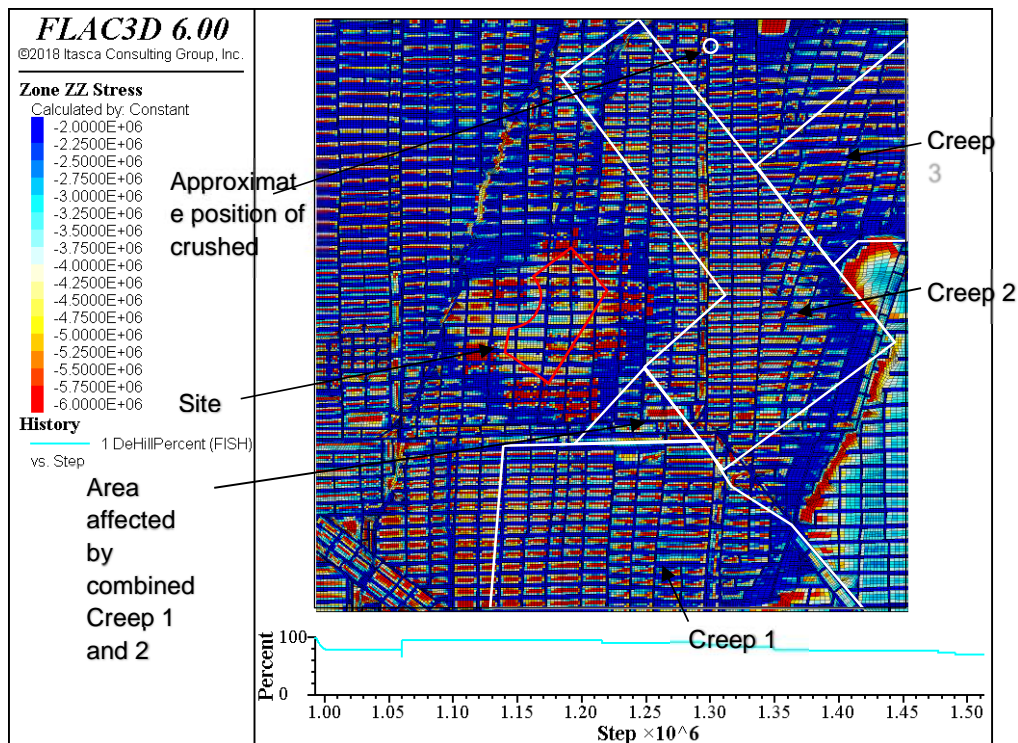 FLAC3D 6.00
©2018 Itasca Consulting Group, Inc.
Zone ZZ Stress
Calculated by: Constant
-2.0000E+06
-2.2500E+06
-2.5000E+06
-2.7500E+06
-3.0000E+06
-3.2500E+06
-3.5000E+06
-3.7500E+06
-4.0000E+06
-4.2500E+06
-4.5000E+06
-4.7500E+06
-5.0000E+06
-5.2500E+06
-5.5000E+06
-5.7500E+06
-6.0000E+06
History
1 DeHillPercent (FISH)
vs. Step
Approximat
e position of
crushed
Site
Area
affected
by
combined
Creep 1
and 2
Creep
3
Creep 2
Creep 1
Percent
100
0
1.00 1.05 1.10 1.15 1.20 1.25 1.30 1.35 1.40 1.45 1.50
Step ×10^6